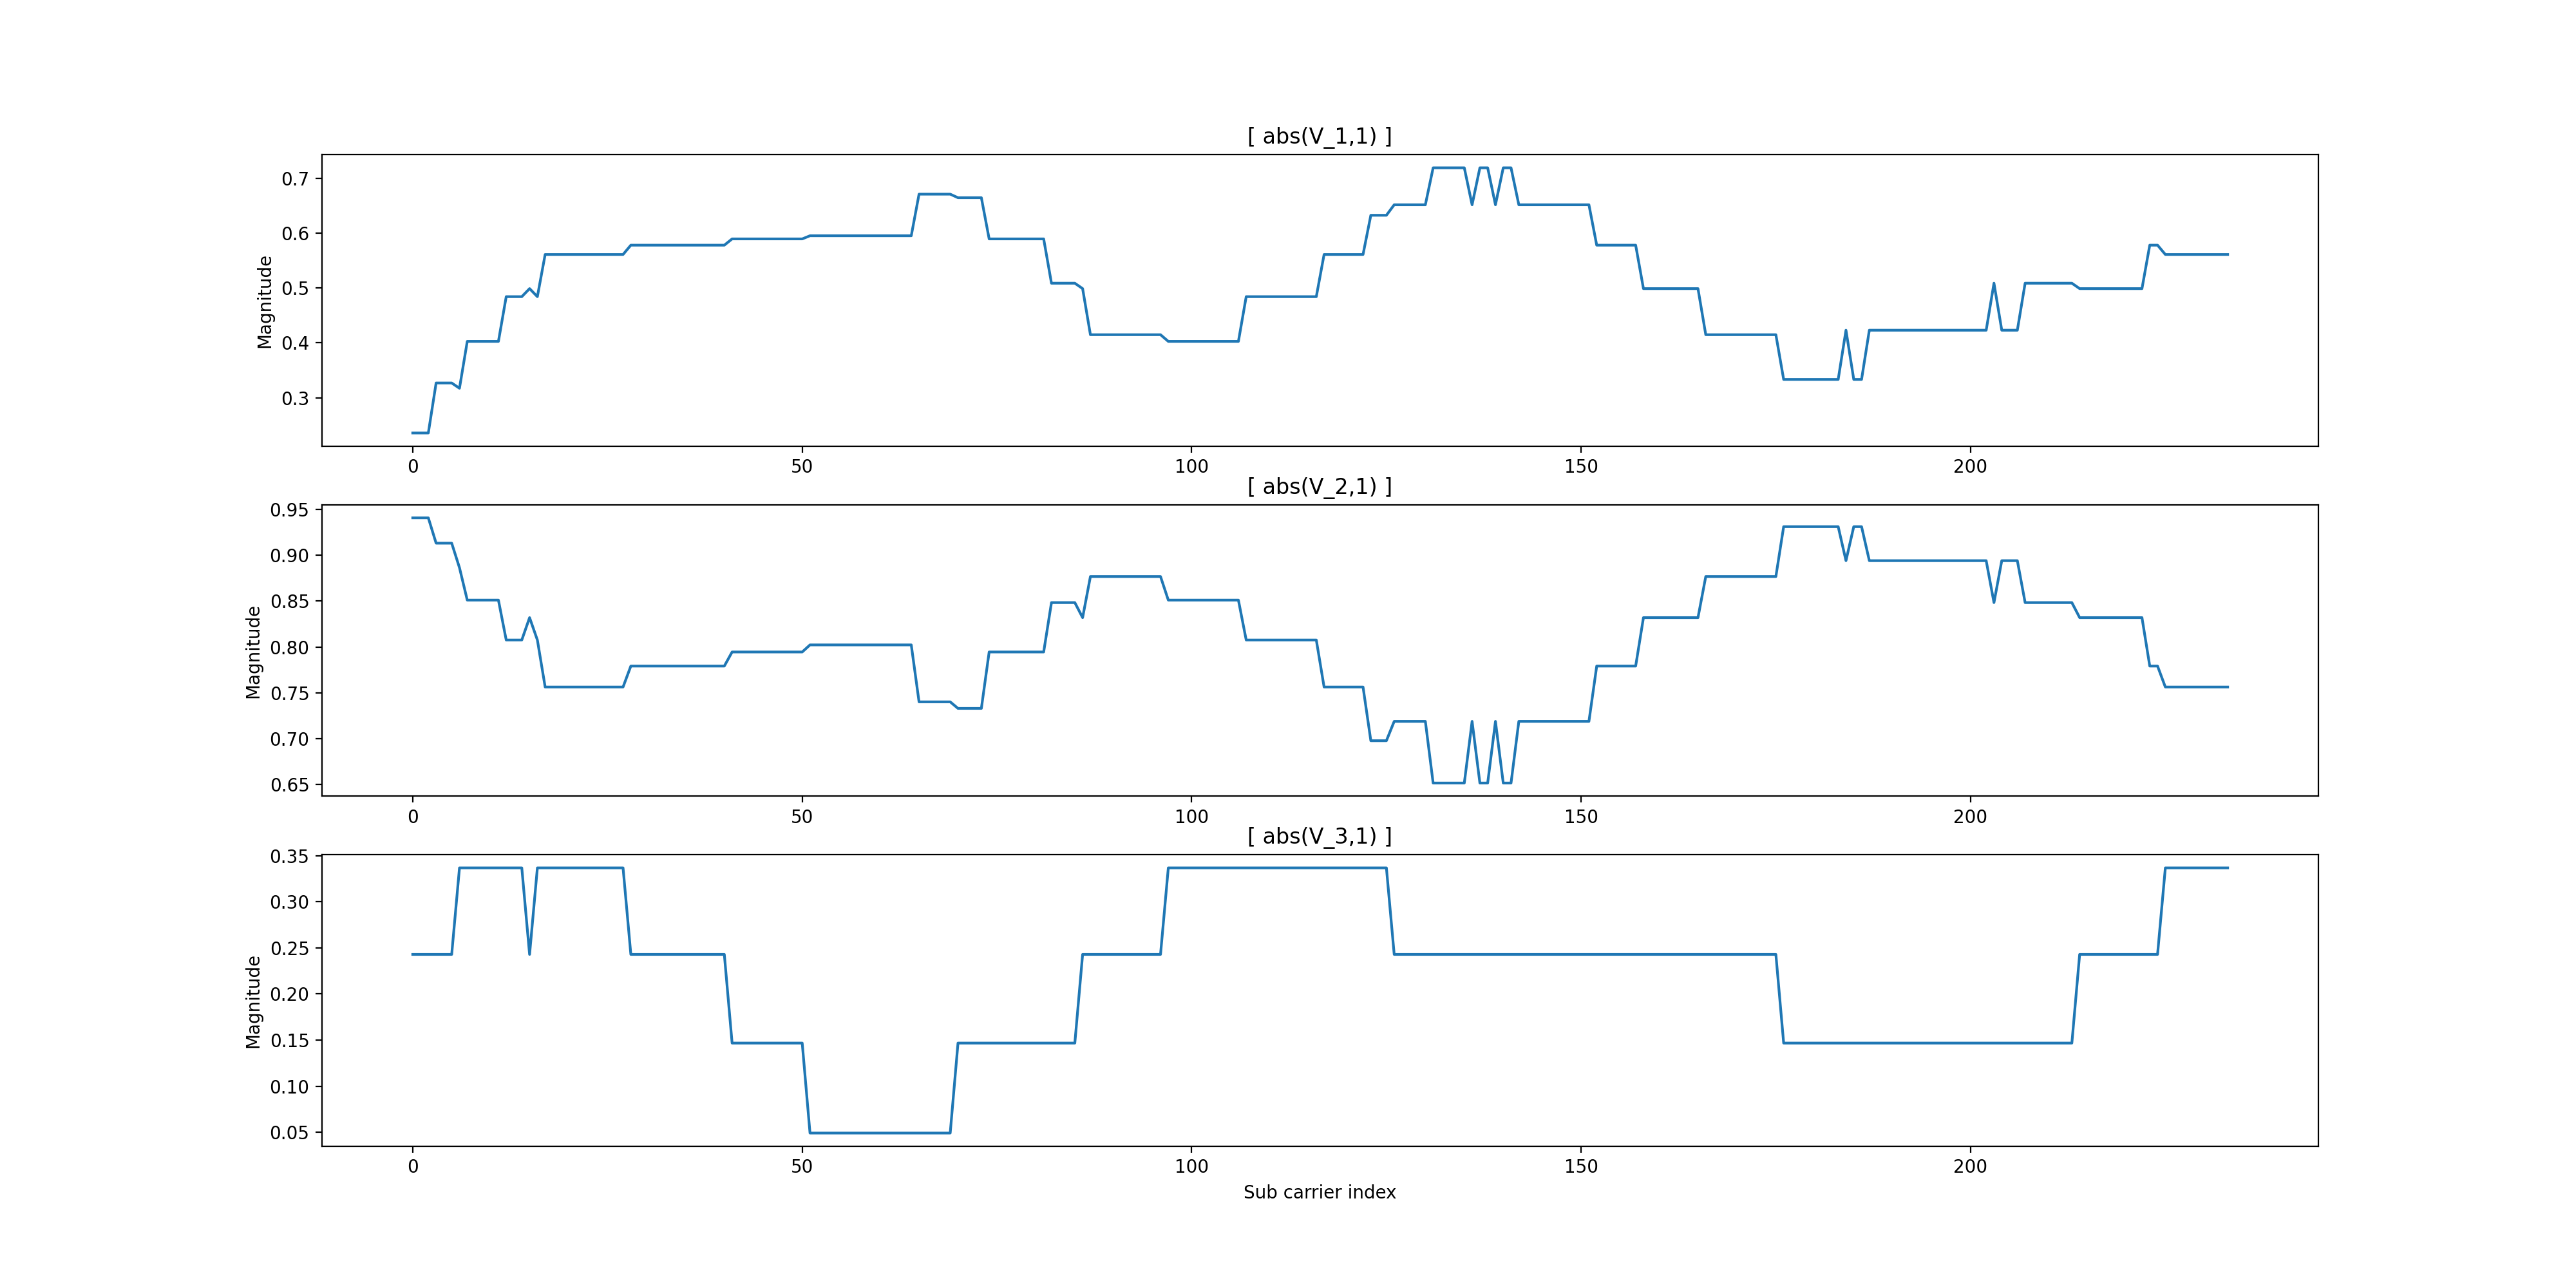 [ abs(V_1,1) ]
Magnitude
0.7
0.6
0.5
0.4
0.3
0 50 100 150 200
[ abs(V_2,1) ]
Magnitude
0.95
0.90
0.85
0.80
0.75
0.70
0.65
0 50 100 150 200
[ abs(V_3,1) ]
Magnitude
0.35
0.30
0.25
0.20
0.15
0.10
0.05
0 50 100 150 200
Sub carrier index